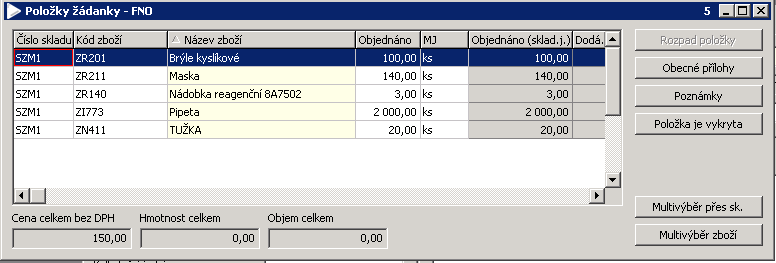 Položky žádanky - FNO 5
Číslo skladu Kód zboží Název zboží Objednáno MJ Objednáno (sklad.j.) Dodá.
SZM1 ZR201 Brýle kyslíkové 100,00 ks 100,00
SZM1 ZR211 Maska 140,00 ks 140,00
SZM1 ZR140 Nádobka reagenční 8A7502 3,00 ks 3,00
SZM1 ZI773 Pipeta 2 000,00 ks 2 000,00
SZM1 ZN411 TUŽKA 20,00 ks 20,00
Rozpad položky
Obecné přílohy
Poznámky
Položka je vykryta
Cena celkem bez DPH Hmotnost celkem Objem celkem
150,00 0,00 0,00
Multivýběr přes sk.
Multivýběr zboží